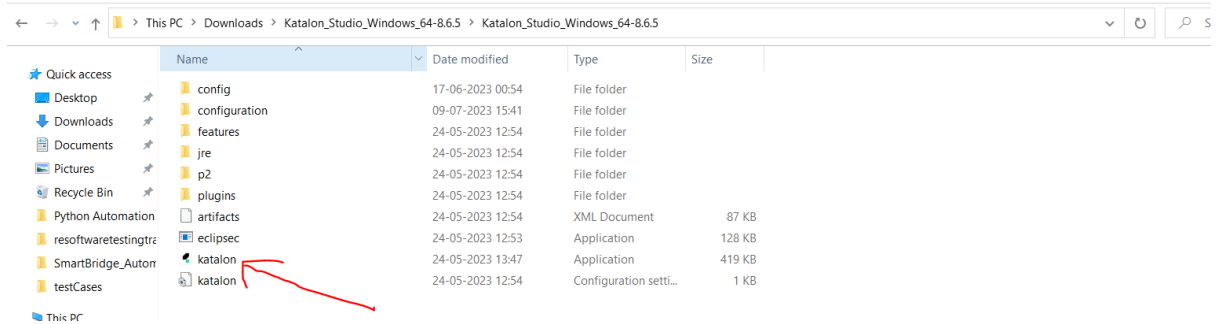 This PC > Downloads > Katalon_Studio_Windows_64-8.6.5 > Katalon_Studio_Windows_64-8.6.5 S
Name Date modified Type Size
Quick access
Desktop
Downloads
Documents
Pictures
Recycle Bin
Python Automation
resoftwaretestingtra
SmartBridge_Autom
testCases
This PC
config 17-06-2023 00:54 File folder
configuration 09-07-2023 15:41 File folder
features 24-05-2023 12:54 File folder
jre 24-05-2023 12:54 File folder
p2 24-05-2023 12:54 File folder
plugins 24-05-2023 12:54 File folder
artifacts 24-05-2023 12:54 XML Document 87 KB
eclipsec 24-05-2023 12:53 Application 128 KB
katalon 24-05-2023 13:47 Application 419 KB
katalon 24-05-2023 12:54 Configuration setti... 1 KB